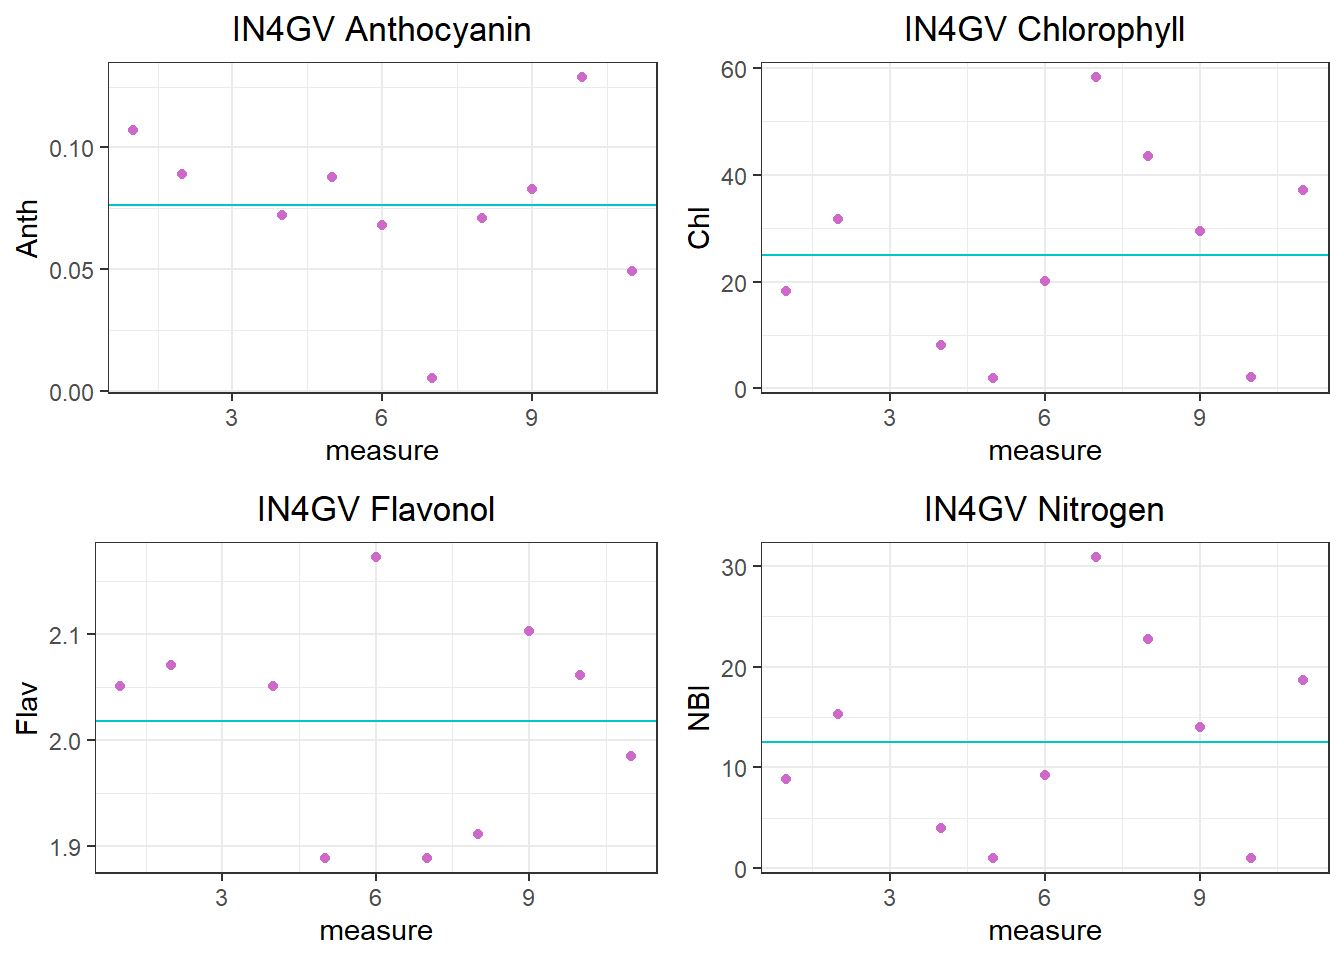 IN4GV Anthocyanin
Anth
0.10
0.05
0.00
3 6 9
measure
IN4GV Chlorophyll
Chl
60
40
20
0
3 6 9
measure
IN4GV Flavonol
Flav
2.1
2.0
1.9
3 6 9
measure
IN4GV Nitrogen
NBI
30
20
10
0
3 6 9
measure